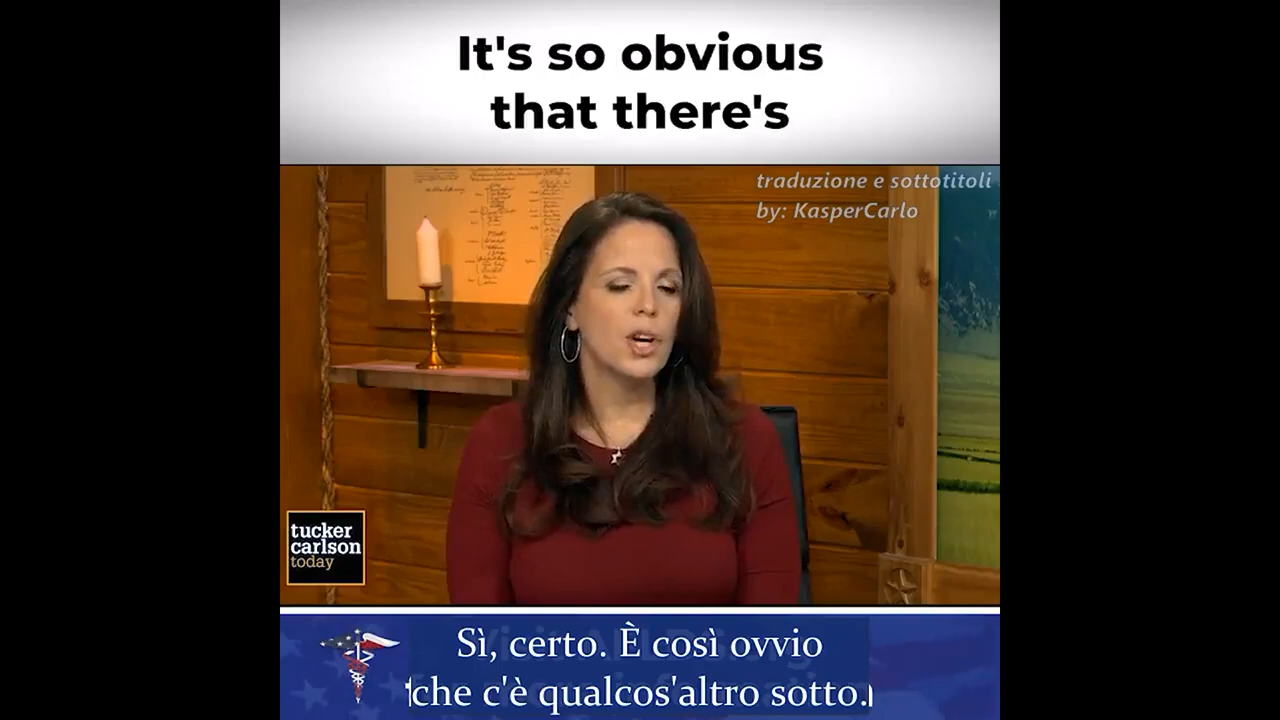 It's so obvious
that there's
traduzione e sottotitoli
by: KasperCarlo
tucker
carlson
today
Sì, certo. È così ovvio
che c'è qualcos'altro sotto.